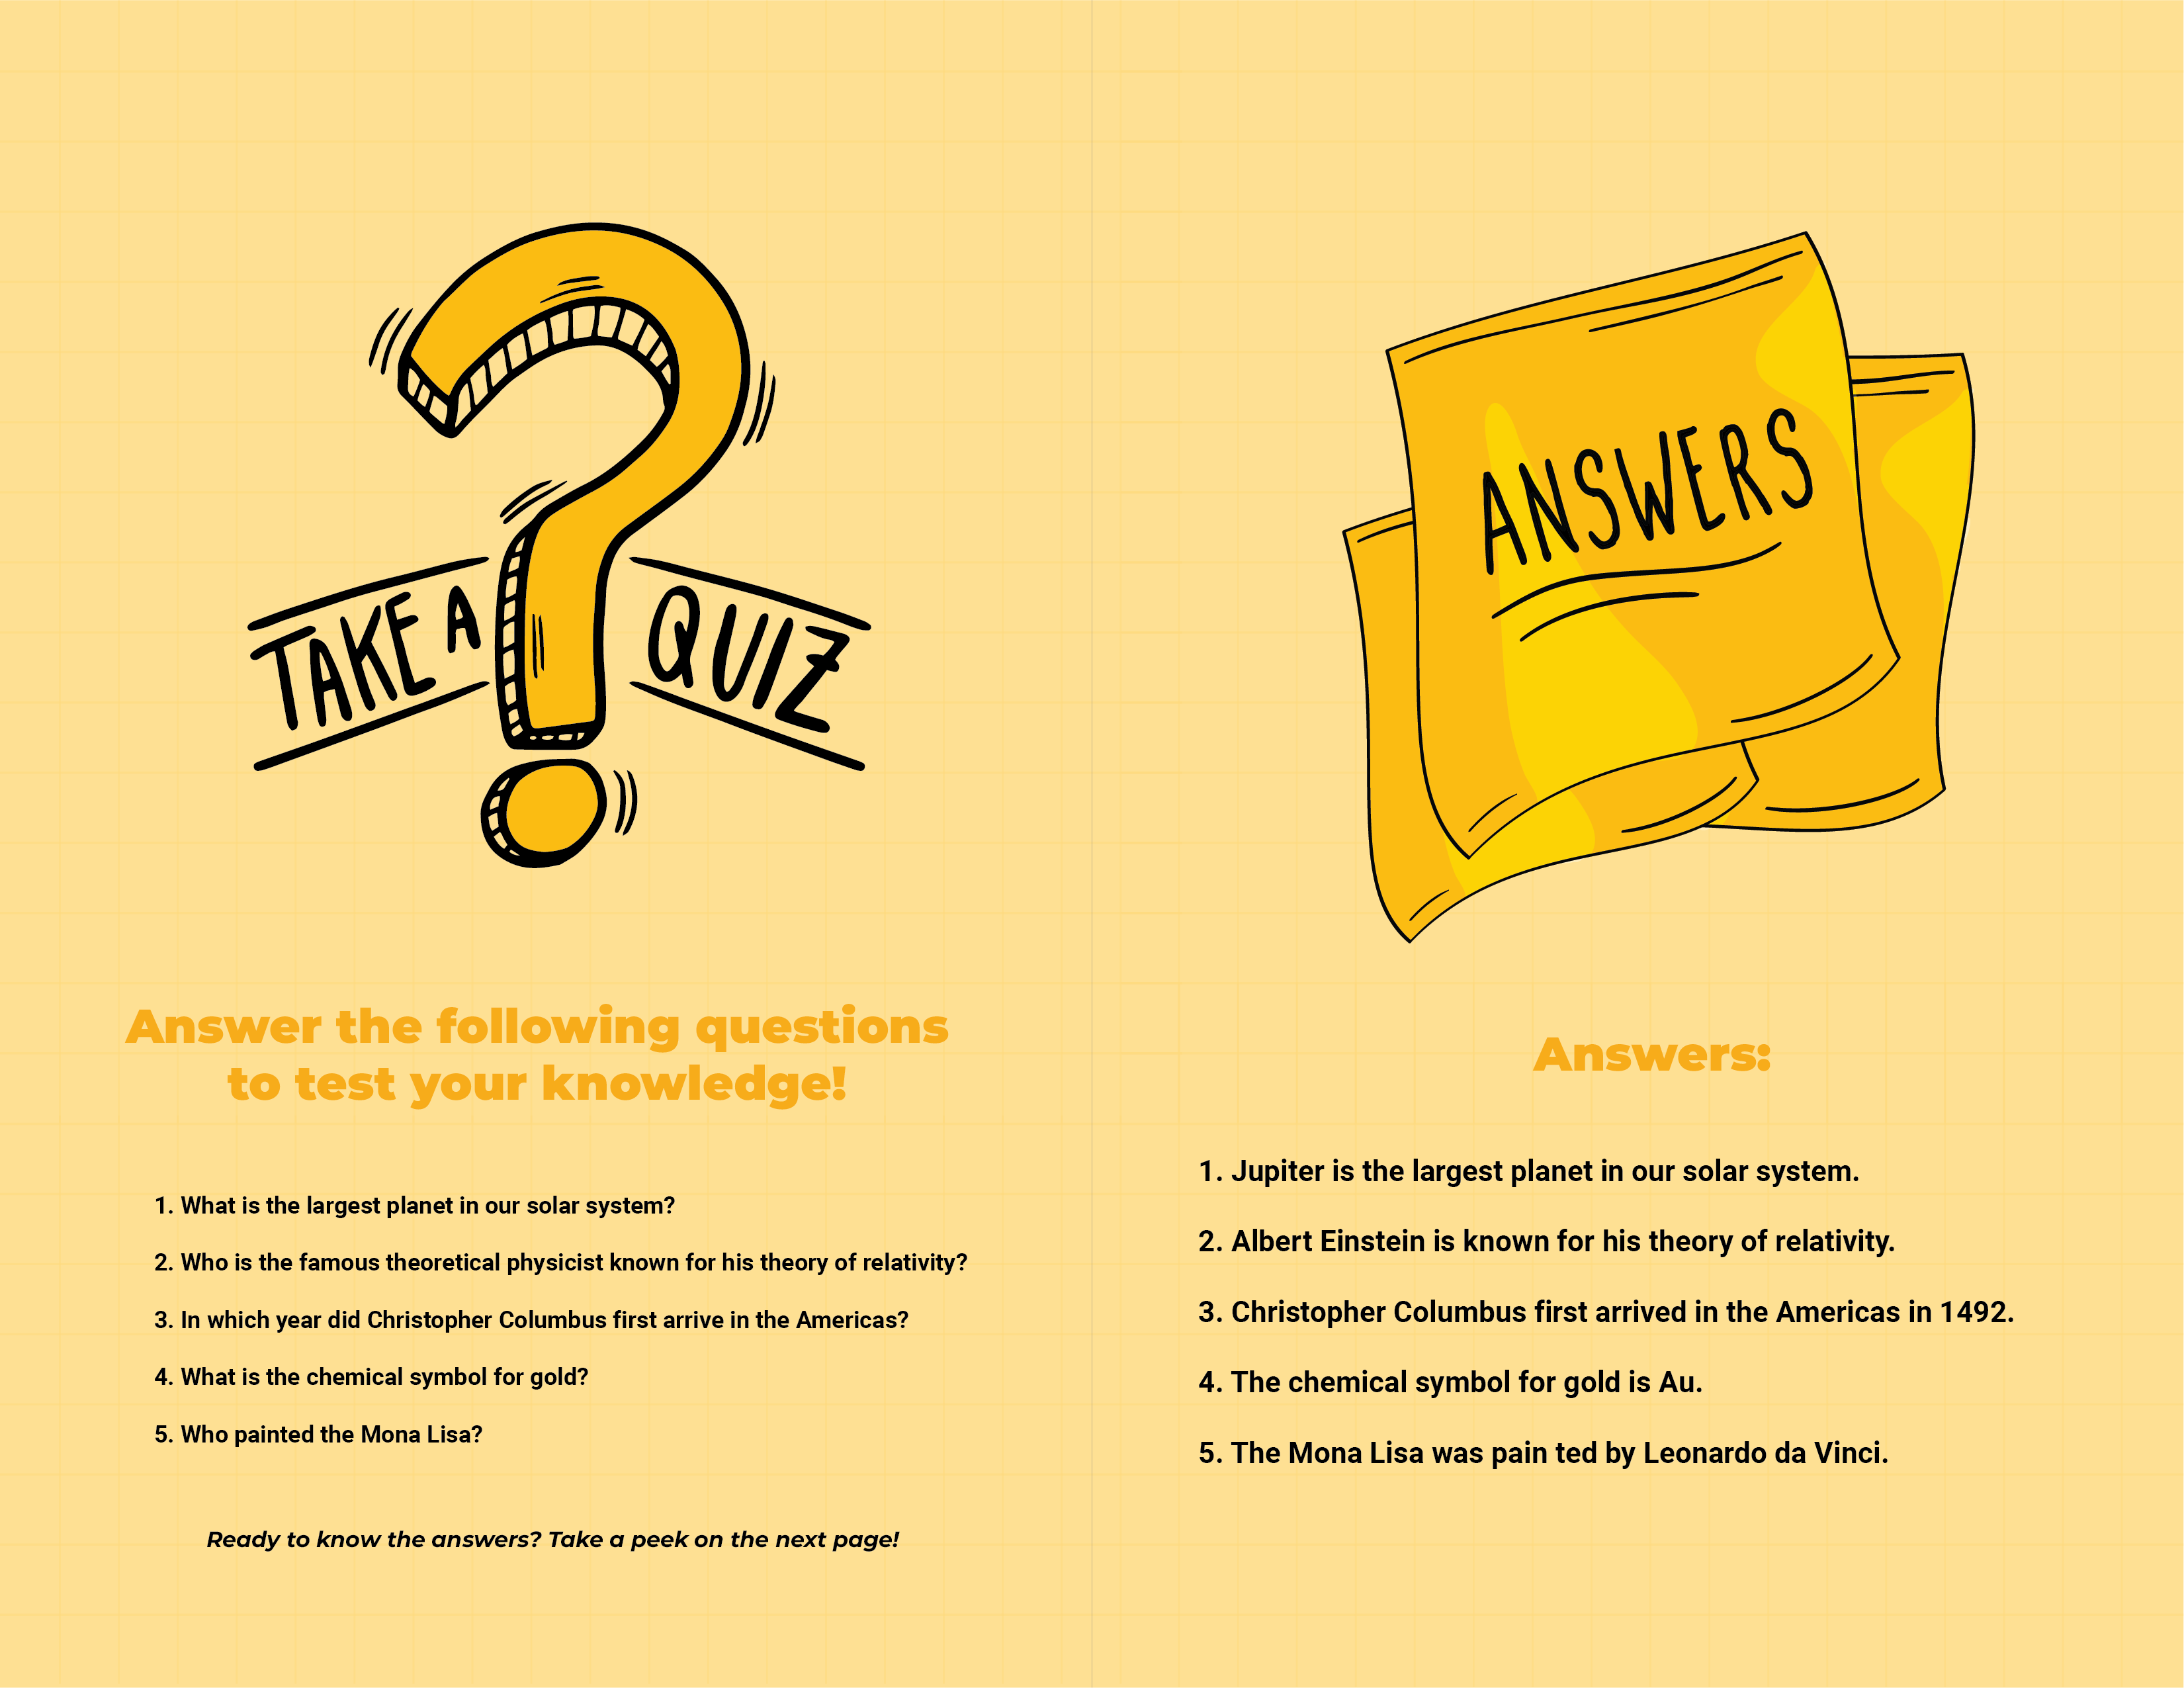 TAKE A QUIZ
Answer the following questions
to test your knowledge!
1. What is the largest planet in our solar system?
2. Who is the famous theoretical physicist known for his theory of relativity?
3. In which year did Christopher Columbus first arrive in the Americas?
4. What is the chemical symbol for gold?
5. Who painted the Mona Lisa?
Ready to know the answers? Take a peek on the next page!
ANSWERS
Answers:
1. Jupiter is the largest planet in our solar system.
2. Albert Einstein is known for his theory of relativity.
3. Christopher Columbus first arrived in the Americas in 1492.
4. The chemical symbol for gold is Au.
5. The Mona Lisa was pain ted by Leonardo da Vinci.